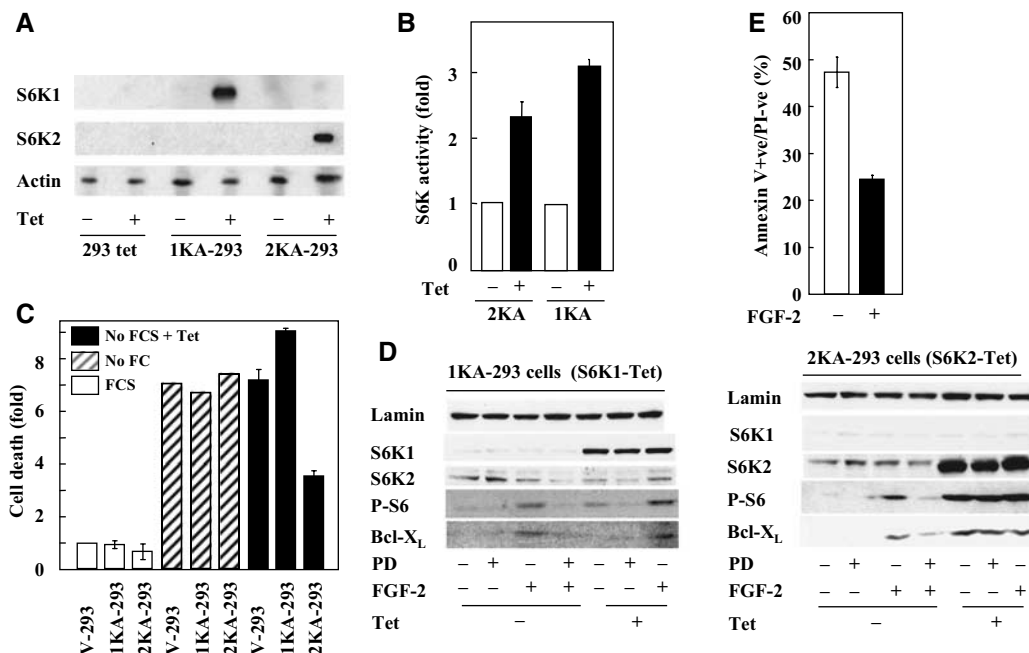 A
S6K1
S6K2
Actin
Tet – + – + – +
293 tet 1KA-293 2KA-293
B
S6K activity (fold)
3
2
1
0
Tet – + – +
2KA 1KA
E
Annexin V+ve/PI-ve (%)
60
50
40
30
20
10
0
FGF-2 – +
C
Cell death (fold)
8
6
4
2
0
No FCS + Tet
No FC
FCS
V-293 1KA-293 2KA-293 V-293 1KA-293 2KA-293 V-293 1KA-293 2KA-293
D
1KA-293 cells (S6K1-Tet)
Lamin
S6K1
S6K2
P-S6
Bcl-XL
PD – + – + – + –
FGF-2 – – + + – – +
Tet – +
2KA-293 cells (S6K2-Tet)
Lamin
S6K1
S6K2
P-S6
Bcl-XL
PD – + – + – + –
FGF-2 – – + + – – +
Tet – +